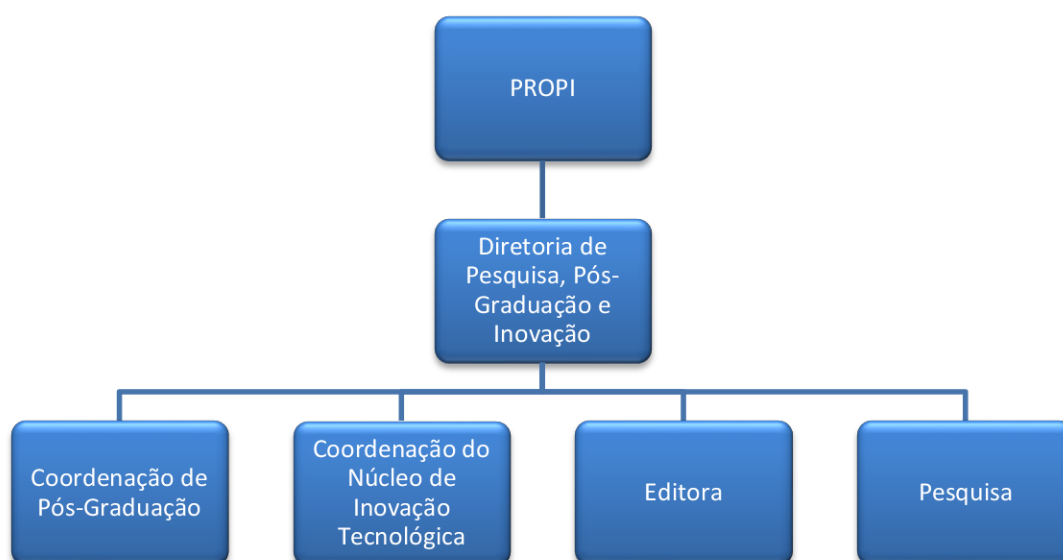 PROPI
Diretoria de
Pesquisa, Pós-
Graduação e
Inovação
Coordenação de
Pós-Graduação
Coordenação do
Núcleo de
Inovação
Tecnológica
Editora
Pesquisa